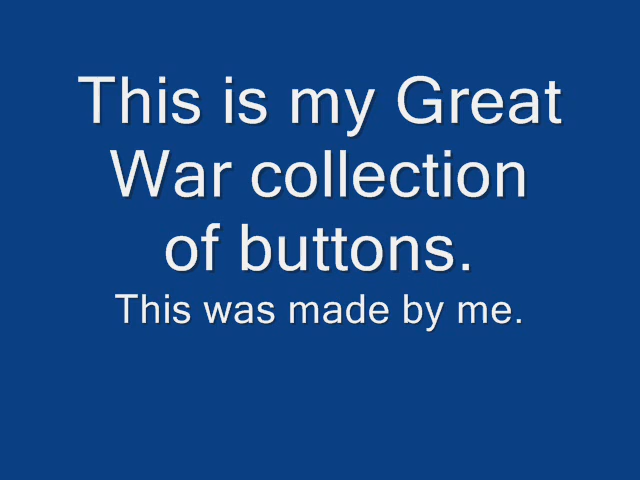 This is my Great
War collection
of buttons.
This was made by me.